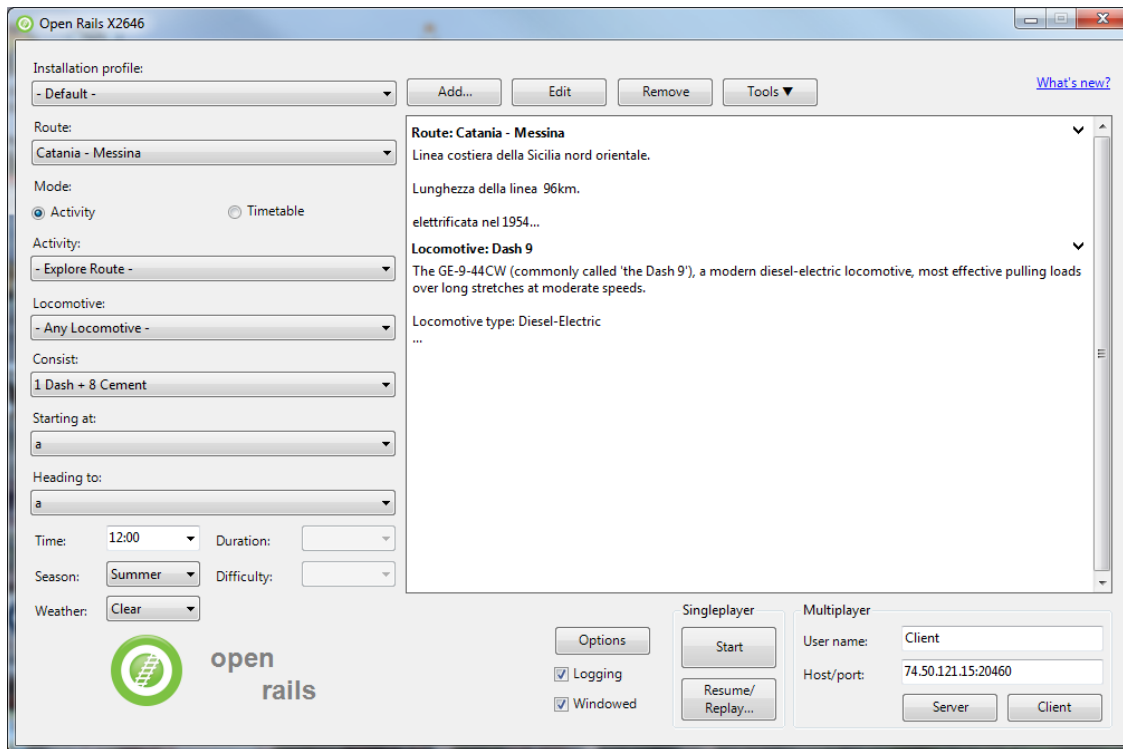 Open Rails X2646
Installation profile:
- Default -
Add...
Edit
Remove
Tools ▼
What's new?
Route:
Catania - Messina
Mode:
Activity
Timetable
Activity:
- Explore Route -
Locomotive:
- Any Locomotive -
Consist:
1 Dash + 8 Cement
Starting at:
a
Heading to:
a
Time:
12:00
Duration:
Season:
Summer
Difficulty:
Weather:
Clear
open
rails
Route: Catania - Messina
Linea costiera della Sicilia nord orientale.
Lunghezza della linea  96km.
elettrificata nel 1954...
Locomotive: Dash 9
The GE-9-44CW (commonly called 'the Dash 9'), a modern diesel-electric locomotive, most effective pulling loads
over long stretches at moderate speeds.
Locomotive type: Diesel-Electric
...
Options
Logging
Windowed
Singleplayer
Start
Resume/
Replay...
Multiplayer
User name:
Client
Host/port:
74.50.121.15:20460
Server
Client